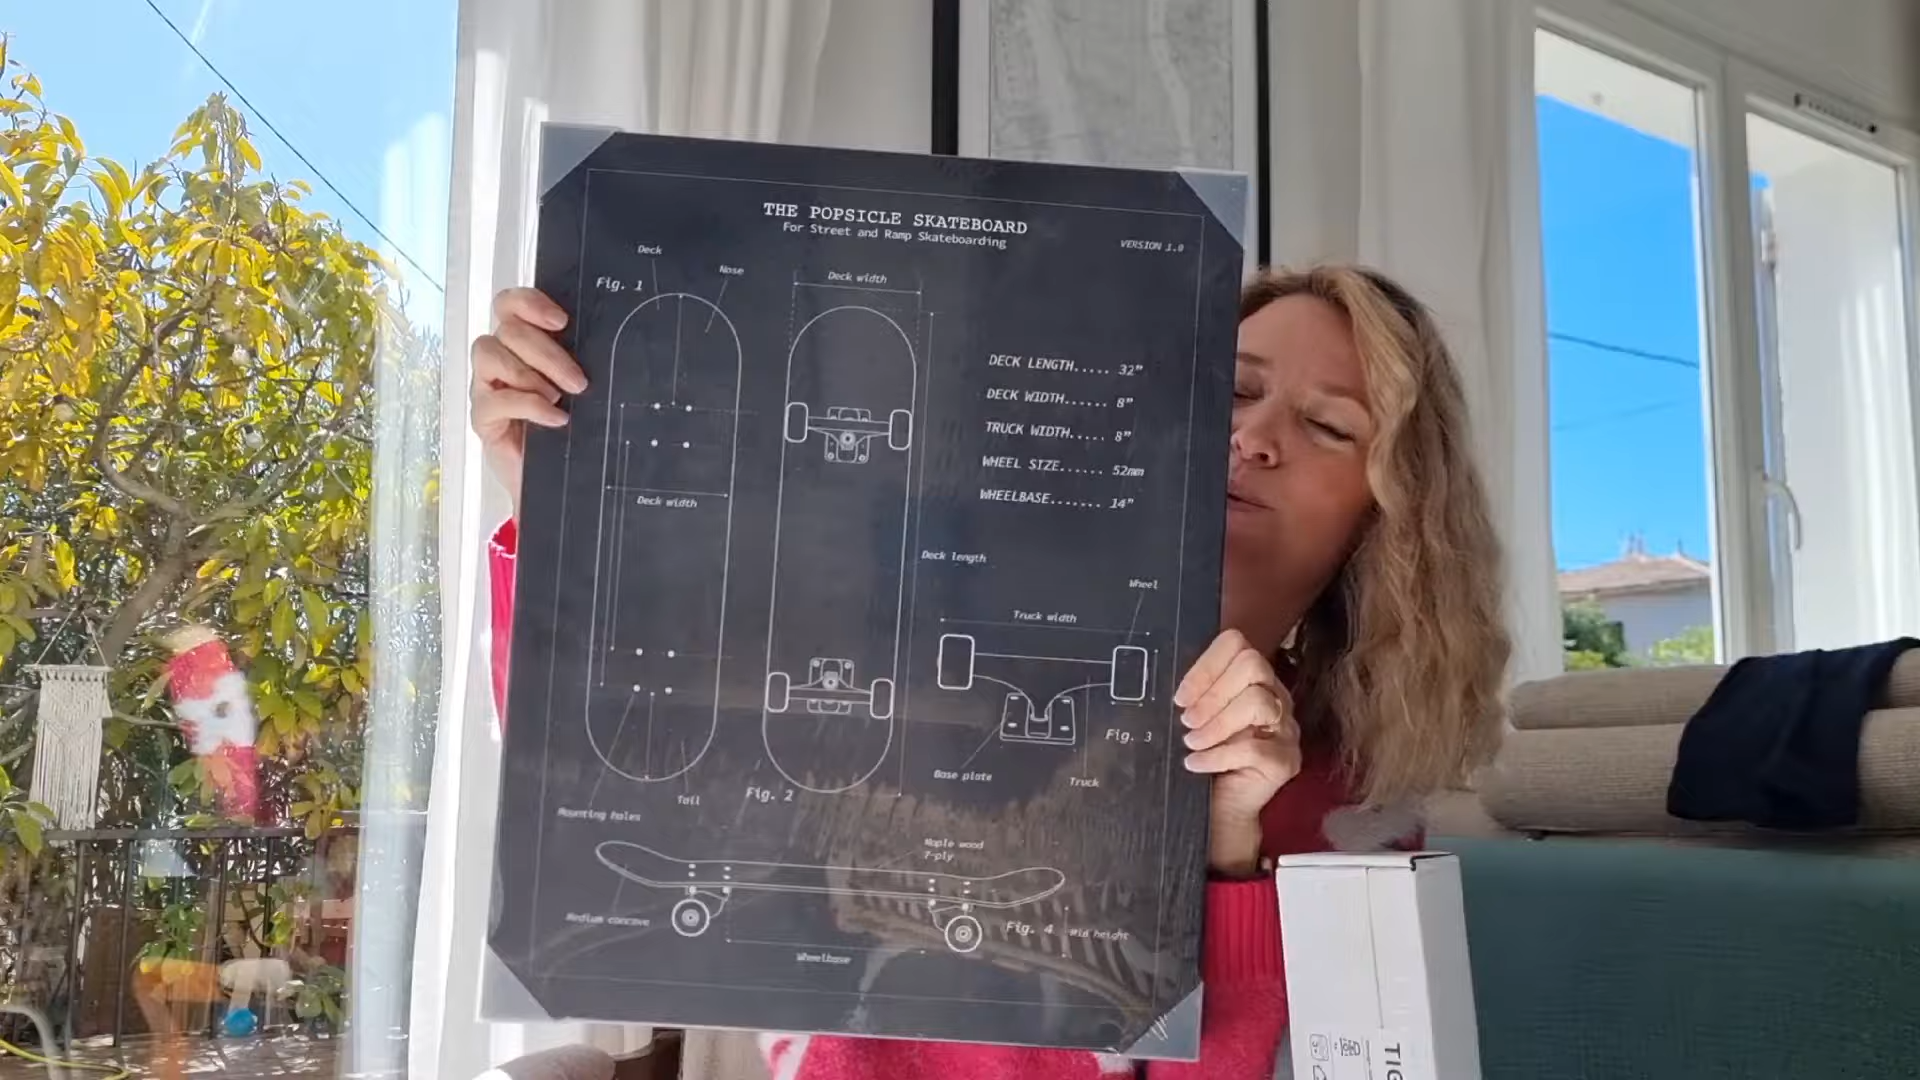 THE POPSICLE SKATEBOARD
For Street and Ramp Skateboarding
VERSION 1.0
Deck
Nose
Fig. 1
Deck width
DECK LENGTH..... 32"
DECK WIDTH...... 8"
TRUCK WIDTH..... 8"
WHEEL SIZE...... 52mm
WHEELBASE....... 14"
Deck width
Deck length
Wheel
Truck width
Fig. 3
Base plate
Truck
Mounting holes
Tail
Fig. 2
Maple wood
7-ply
Medium concave
Fig. 4
Mid height
Wheelbase
TIG